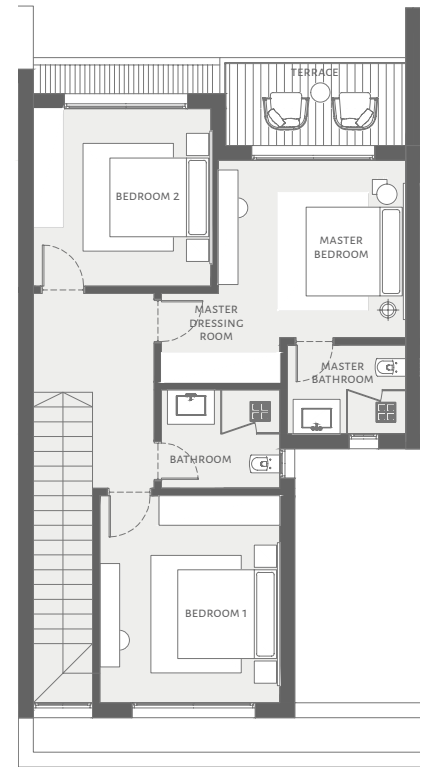 TERRACE
BEDROOM 2
MASTER
BEDROOM
MASTER
DRESSING
ROOM
MASTER
BATHROOM
BATHROOM
BEDROOM 1